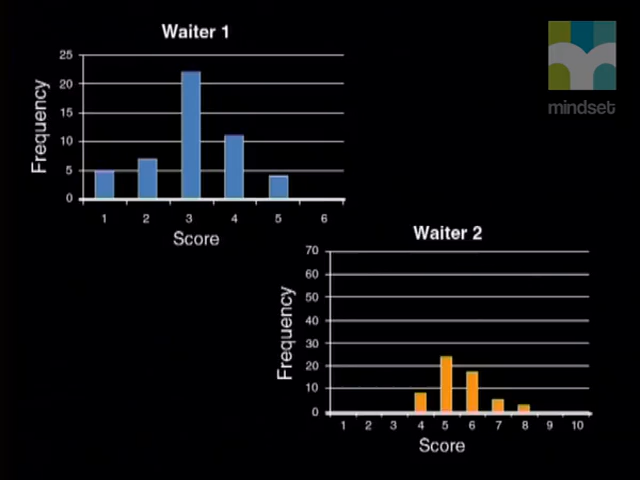 Waiter 1
25
20
15
10
5
0
Frequency
1 2 3 4 5 6
Score
mindset
Waiter 2
70
60
50
40
30
20
10
0
Frequency
1 2 3 4 5 6 7 8 9 10
Score